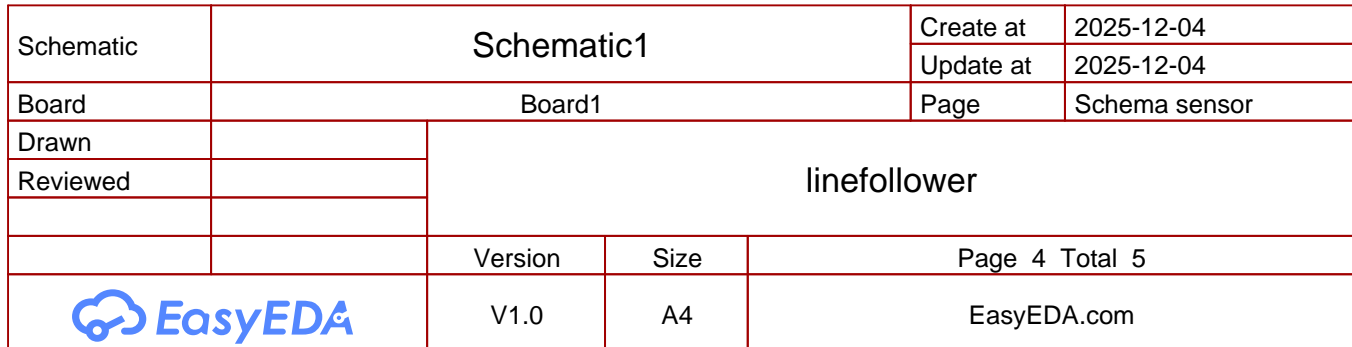 Schematic Schematic1 Create at 2025-12-04
Update at 2025-12-04
Board Board1 Page Schema sensor
Drawn
Reviewed linefollower
Version Size Page 4 Total 5
EasyEDA V1.0 A4 EasyEDA.com